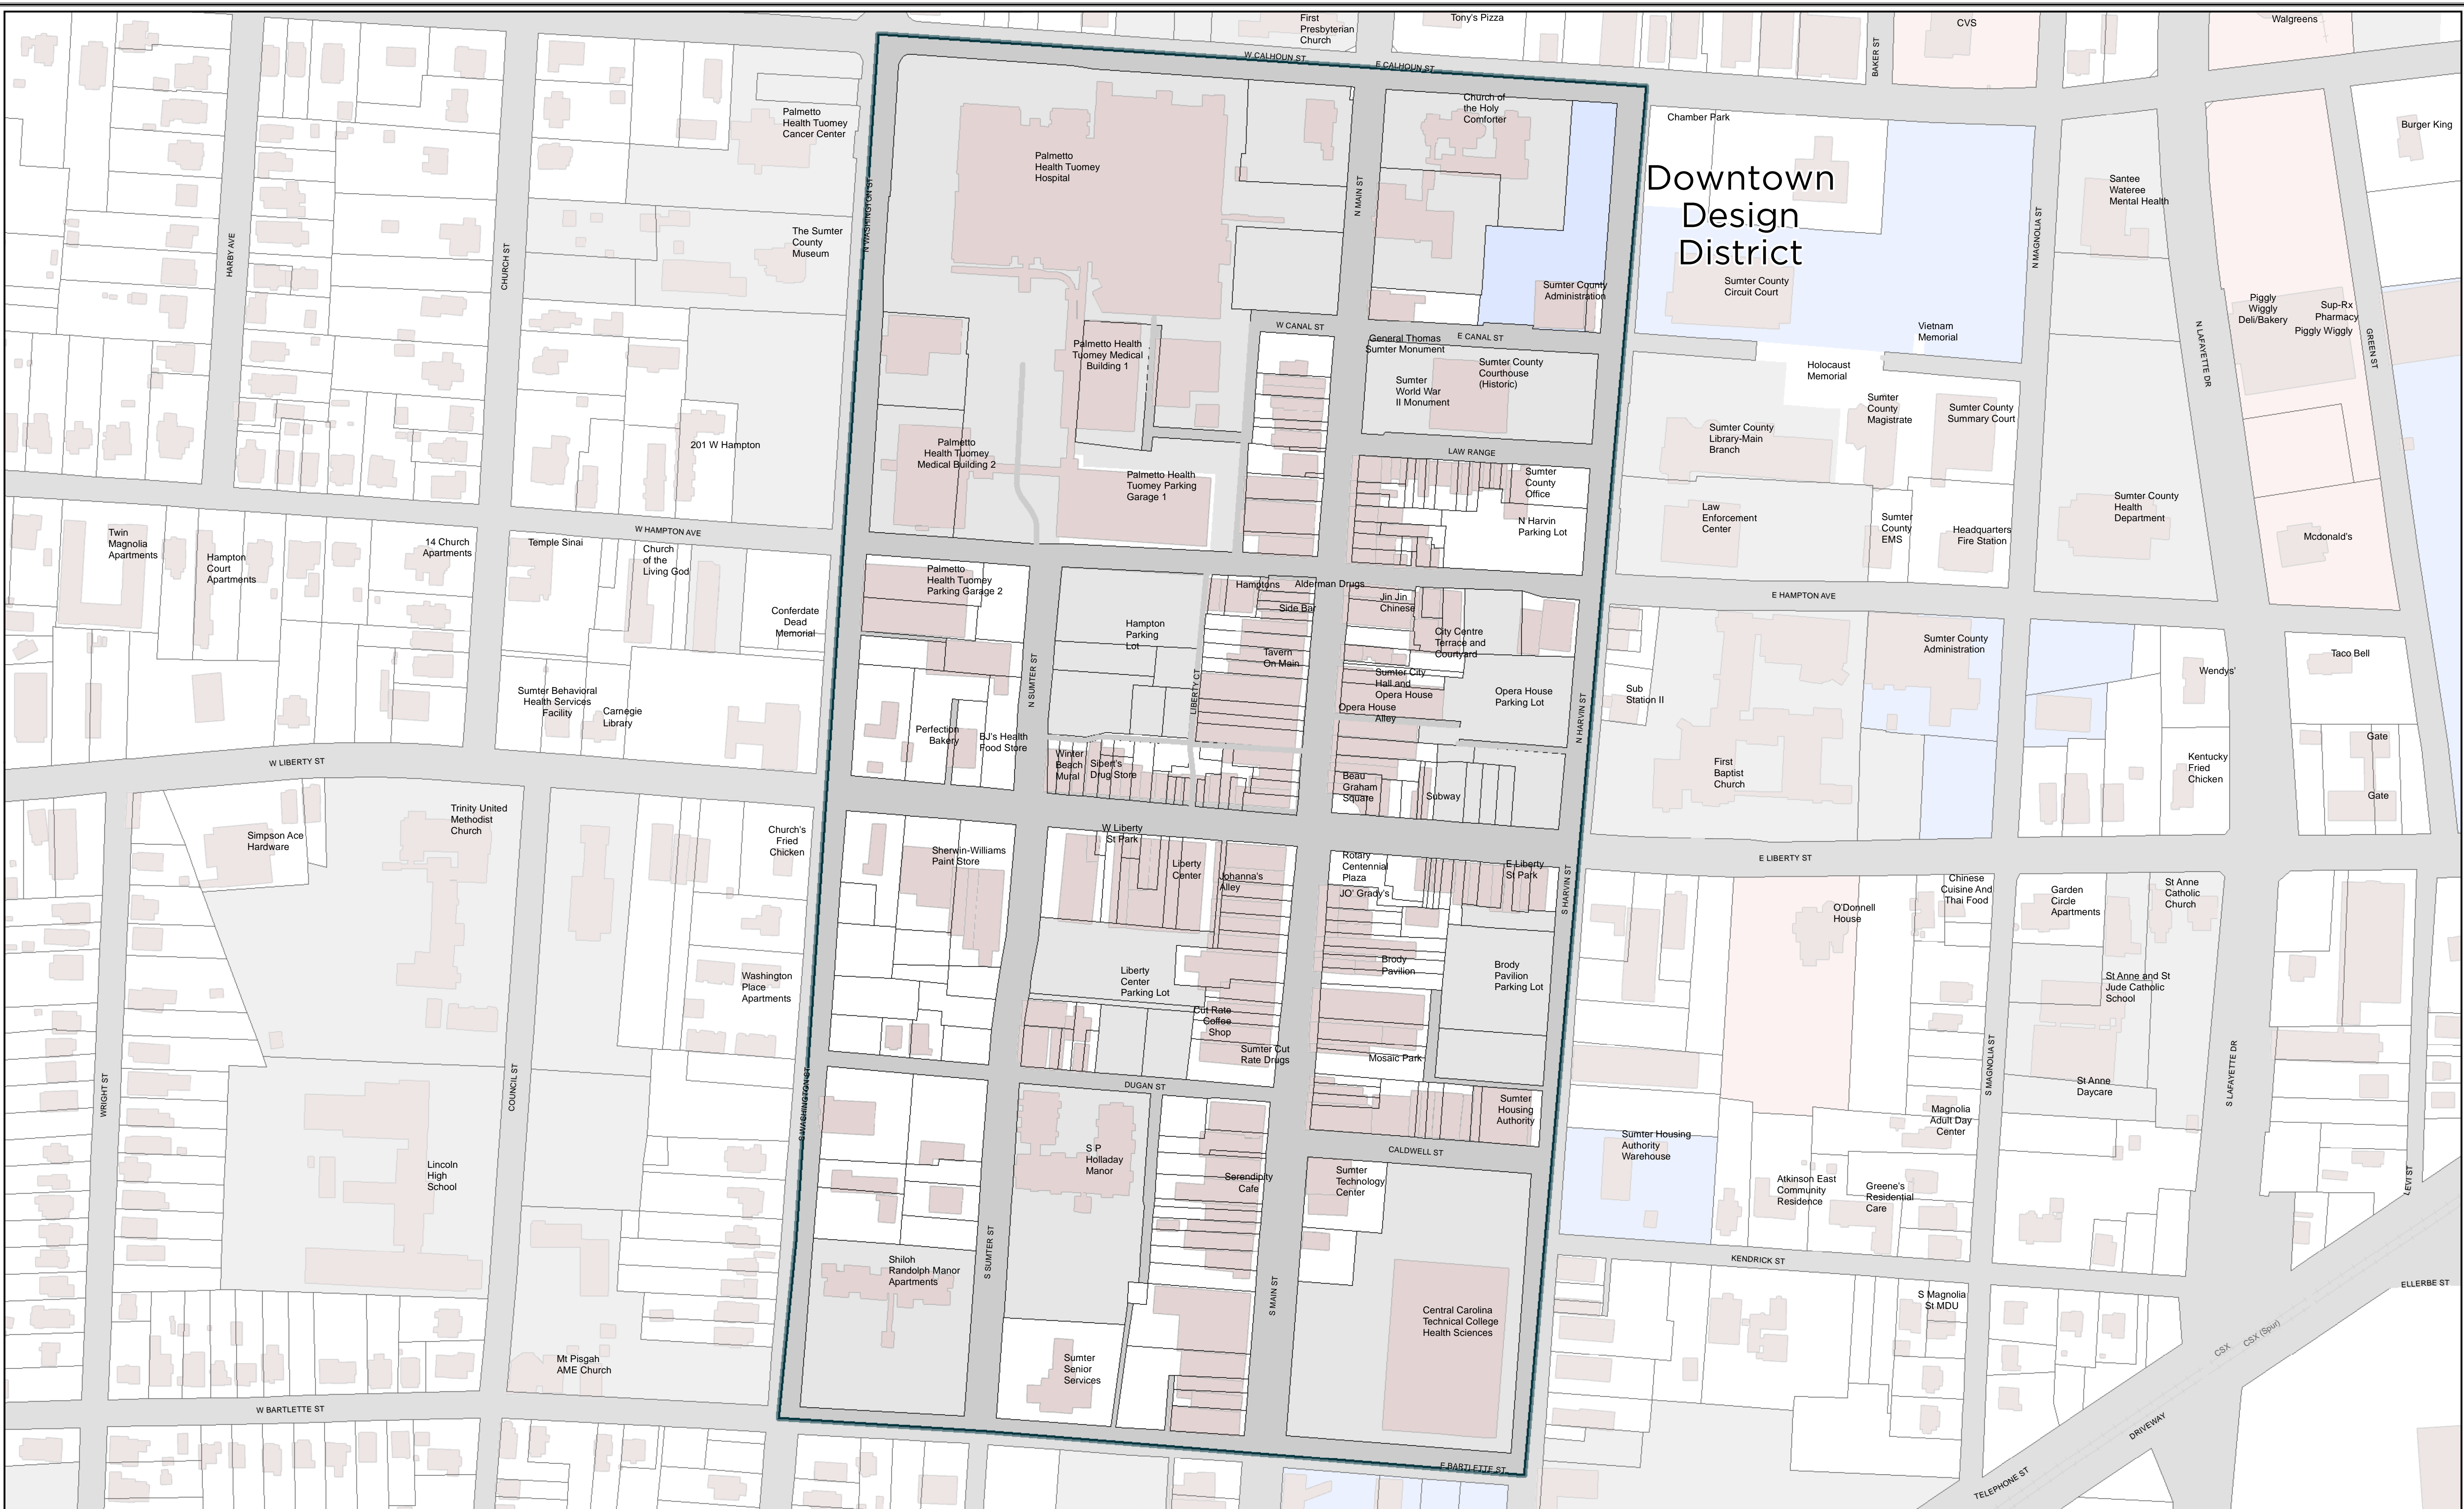 First
Presbyterian
Church
Tony's Pizza
CVS
Walgreens
W CALHOUN ST
E CALHOUN ST
BAKER ST
Burger King
Palmetto
Health Tuomey
Cancer Center
Church of
the Holy
Comforter
Chamber Park
Downtown
Design
District
Palmetto
Health Tuomey
Hospital
N WASHINGTON ST
N MAIN ST
N MAGNOLIA ST
Santee
Wateree
Mental Health
HARBY AVE
CHURCH ST
The Sumter
County
Museum
Sumter County
Administration
Sumter County
Circuit Court
Piggly
Wiggly
Deli/Bakery
Sup-Rx
Pharmacy
Piggly Wiggly
Vietnam
Memorial
N LAFAYETTE DR
GREEN ST
W CANAL ST
E CANAL ST
General Thomas
Sumter Monument
Palmetto Health
Tuomey Medical
Building 1
Sumter County
Courthouse
(Historic)
Sumter
World War
II Monument
Holocaust
Memorial
Sumter
County
Magistrate
Sumter County
Summary Court
201 W Hampton
Palmetto
Health Tuomey
Medical Building 2
Sumter County
Library-Main
Branch
LAW RANGE
Palmetto Health
Tuomey Parking
Garage 1
Sumter
County
Office
N Harvin
Parking Lot
Law
Enforcement
Center
Sumter
County
EMS
Headquarters
Fire Station
Sumter County
Health
Department
Mcdonald's
W HAMPTON AVE
Twin
Magnolia
Apartments
Hampton
Court
Apartments
14 Church
Apartments
Temple Sinai
Church
of the
Living God
Palmetto
Health Tuomey
Parking Garage 2
Conferdate
Dead
Memorial
Hamptons
Alderman Drugs
Side Bar
Jin Jin
Chinese
E HAMPTON AVE
Hampton
Parking
Lot
City Centre
Terrace and
Courtyard
Sumter County
Administration
Tavern
On Main
Taco Bell
Wendys'
N SUMTER ST
LIBERTY CT
Sumter City
Hall and
Opera House
Opera House
Alley
Opera House
Parking Lot
N HARVIN ST
Sub
Station II
Sumter Behavioral
Health Services
Facility
Carnegie
Library
Perfection
Bakery
BJ's Health
Food Store
Winter
Beach
Mural
Sibert's
Drug Store
Beau
Graham
Square
Subway
First
Baptist
Church
Kentucky
Fried
Chicken
Gate
Gate
W LIBERTY ST
Trinity United
Methodist
Church
Simpson Ace
Hardware
Church's
Fried
Chicken
Sherwin-Williams
Paint Store
W Liberty
St Park
Liberty
Center
Johanna's
Alley
Rotary
Centennial
Plaza
JO' Grady's
E Liberty
St Park
S HARVIN ST
E LIBERTY ST
O'Donnell
House
Chinese
Cuisine And
Thai Food
Garden
Circle
Apartments
St Anne
Catholic
Church
Washington
Place
Apartments
Liberty
Center
Parking Lot
Brody
Pavilion
Brody
Pavilion
Parking Lot
St Anne and St
Jude Catholic
School
Cut Rate
Coffee
Shop
Sumter Cut
Rate Drugs
Mosaic Park
WRIGHT ST
COUNCIL ST
S WASHINGTON ST
DUGAN ST
S MAGNOLIA ST
St Anne
Daycare
S LAFAYETTE DR
Sumter
Housing
Authority
Magnolia
Adult Day
Center
Lincoln
High
School
S P
Holladay
Manor
CALDWELL ST
Sumter Housing
Authority
Warehouse
Serendipity
Cafe
Sumter
Technology
Center
Atkinson East
Community
Residence
Greene's
Residential
Care
LEVI ST
S SUMTER ST
Shiloh
Randolph Manor
Apartments
S MAIN ST
KENDRICK ST
ELLERBE ST
S Magnolia
St MDU
Central Carolina
Technical College
Health Sciences
CSX
CSX (Spur)
Mt Pisgah
AME Church
Sumter
Senior
Services
W BARTLETTE ST
E BARTLETTE ST
DRIVEWAY
TELEPHONE ST